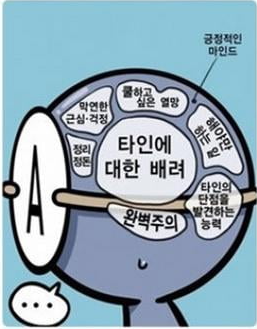 긍정적인
마인드
쿨하고
싶은 열망
막연한
근심·걱정
해야만
하는 일
정리
정돈
타인에
대한 배려
타인의
단점을
발견하는
능력
완벽주의
A
...